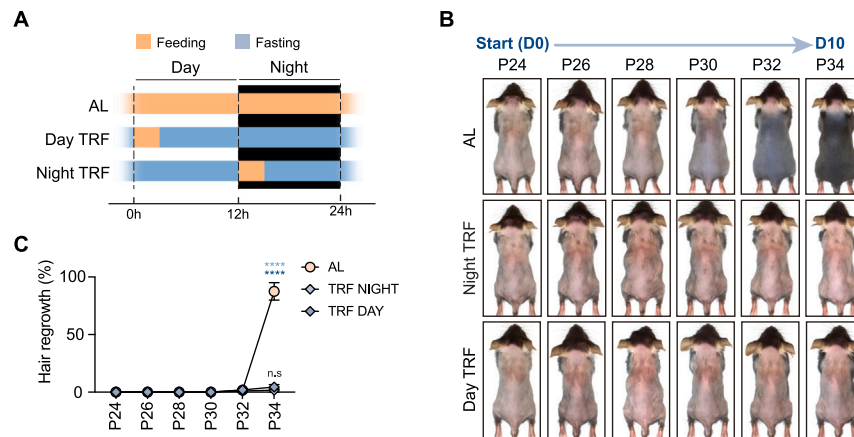 A
Feeding
Fasting
Day
Night
AL
Day TRF
Night TRF
0h
12h
24h
B
Start (D0)
D10
P24
P26
P28
P30
P32
P34
AL
Night TRF
Day TRF
C
Hair regrowth (%)
100
50
0
****
****
n.s
AL
TRF NIGHT
TRF DAY
P24
P26
P28
P30
P32
P34